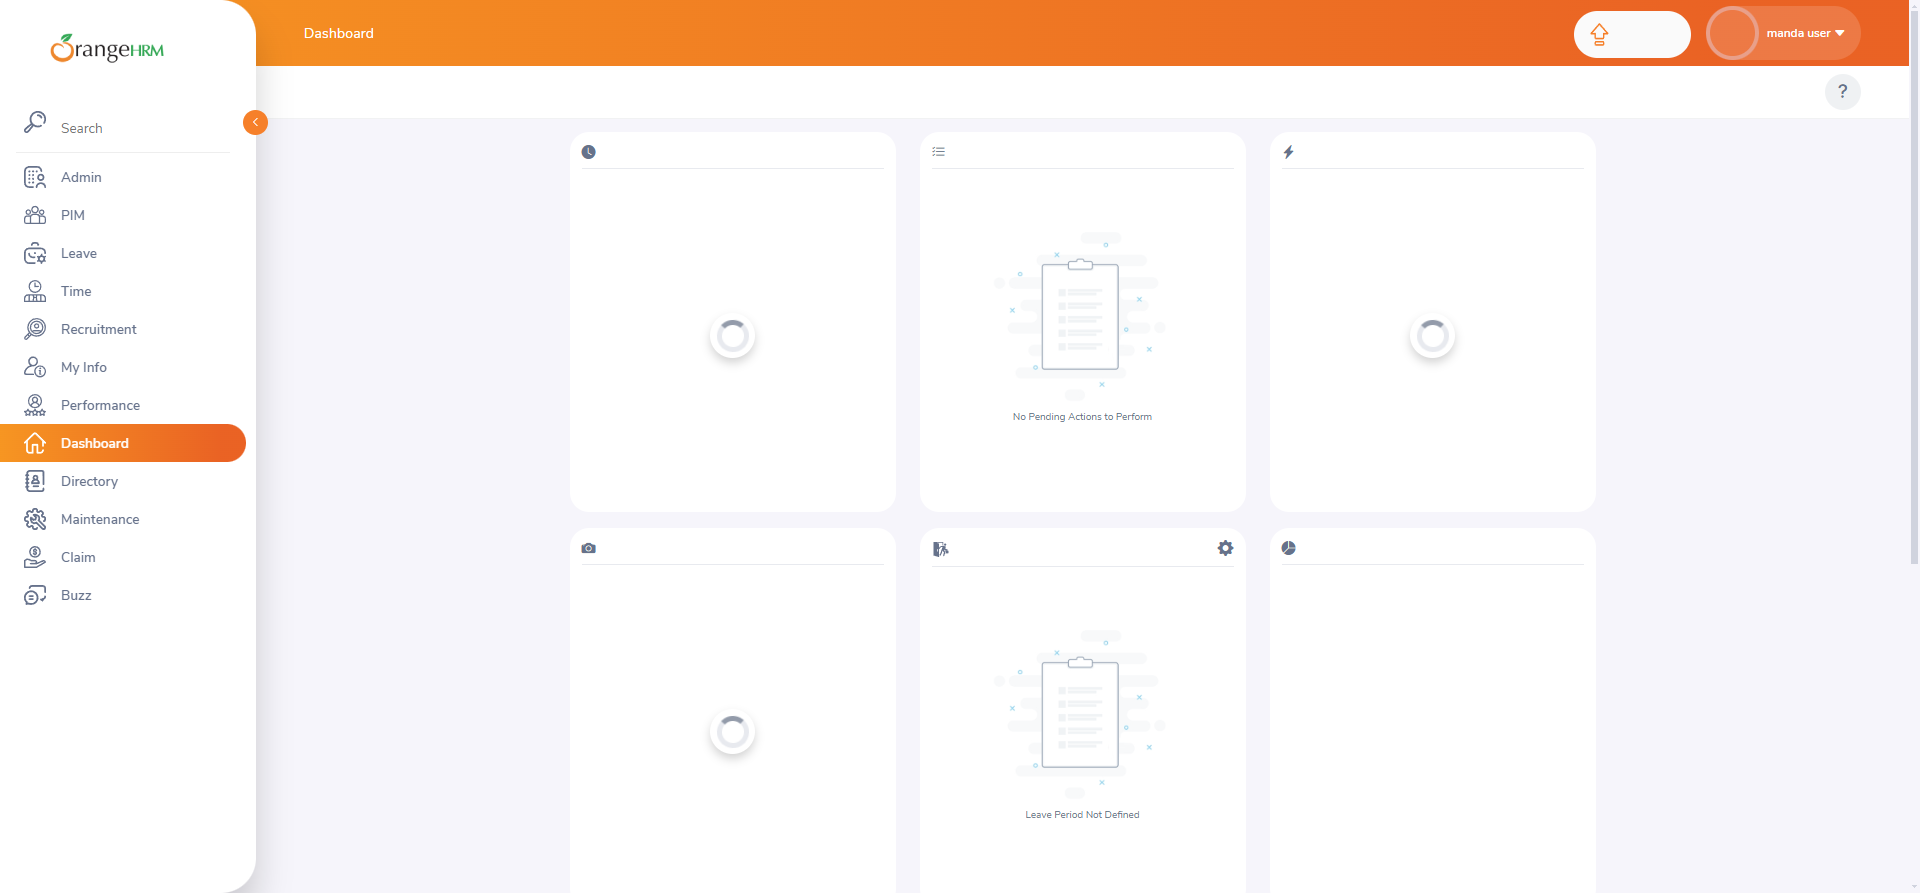 OrangeHRM
Dashboard
manda user
?
Search
Admin
PIM
Leave
Time
Recruitment
My Info
Performance
Dashboard
Directory
Maintenance
Claim
Buzz
No Pending Actions to Perform
Leave Period Not Defined